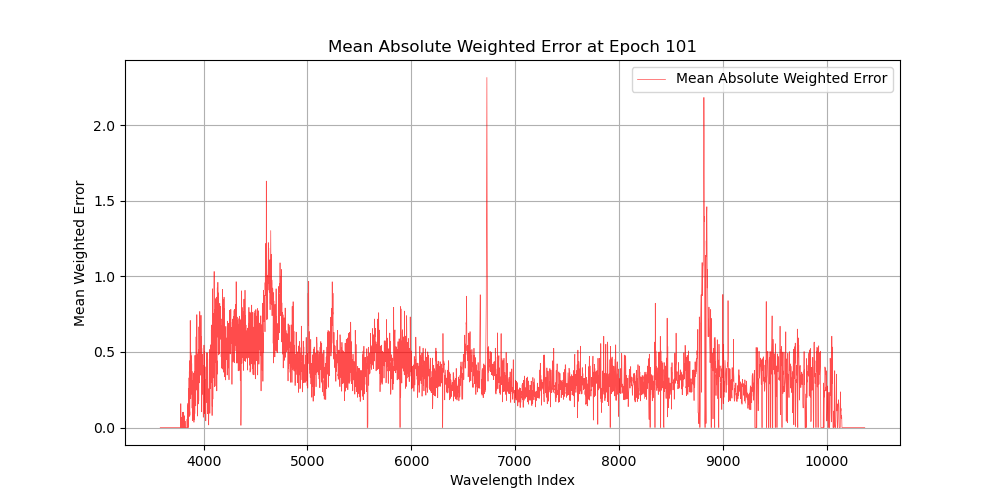 Mean Absolute Weighted Error at Epoch 101
Mean Absolute Weighted Error
Mean Weighted Error
2.0
1.5
1.0
0.5
0.0
4000 5000 6000 7000 8000 9000 10000
Wavelength Index